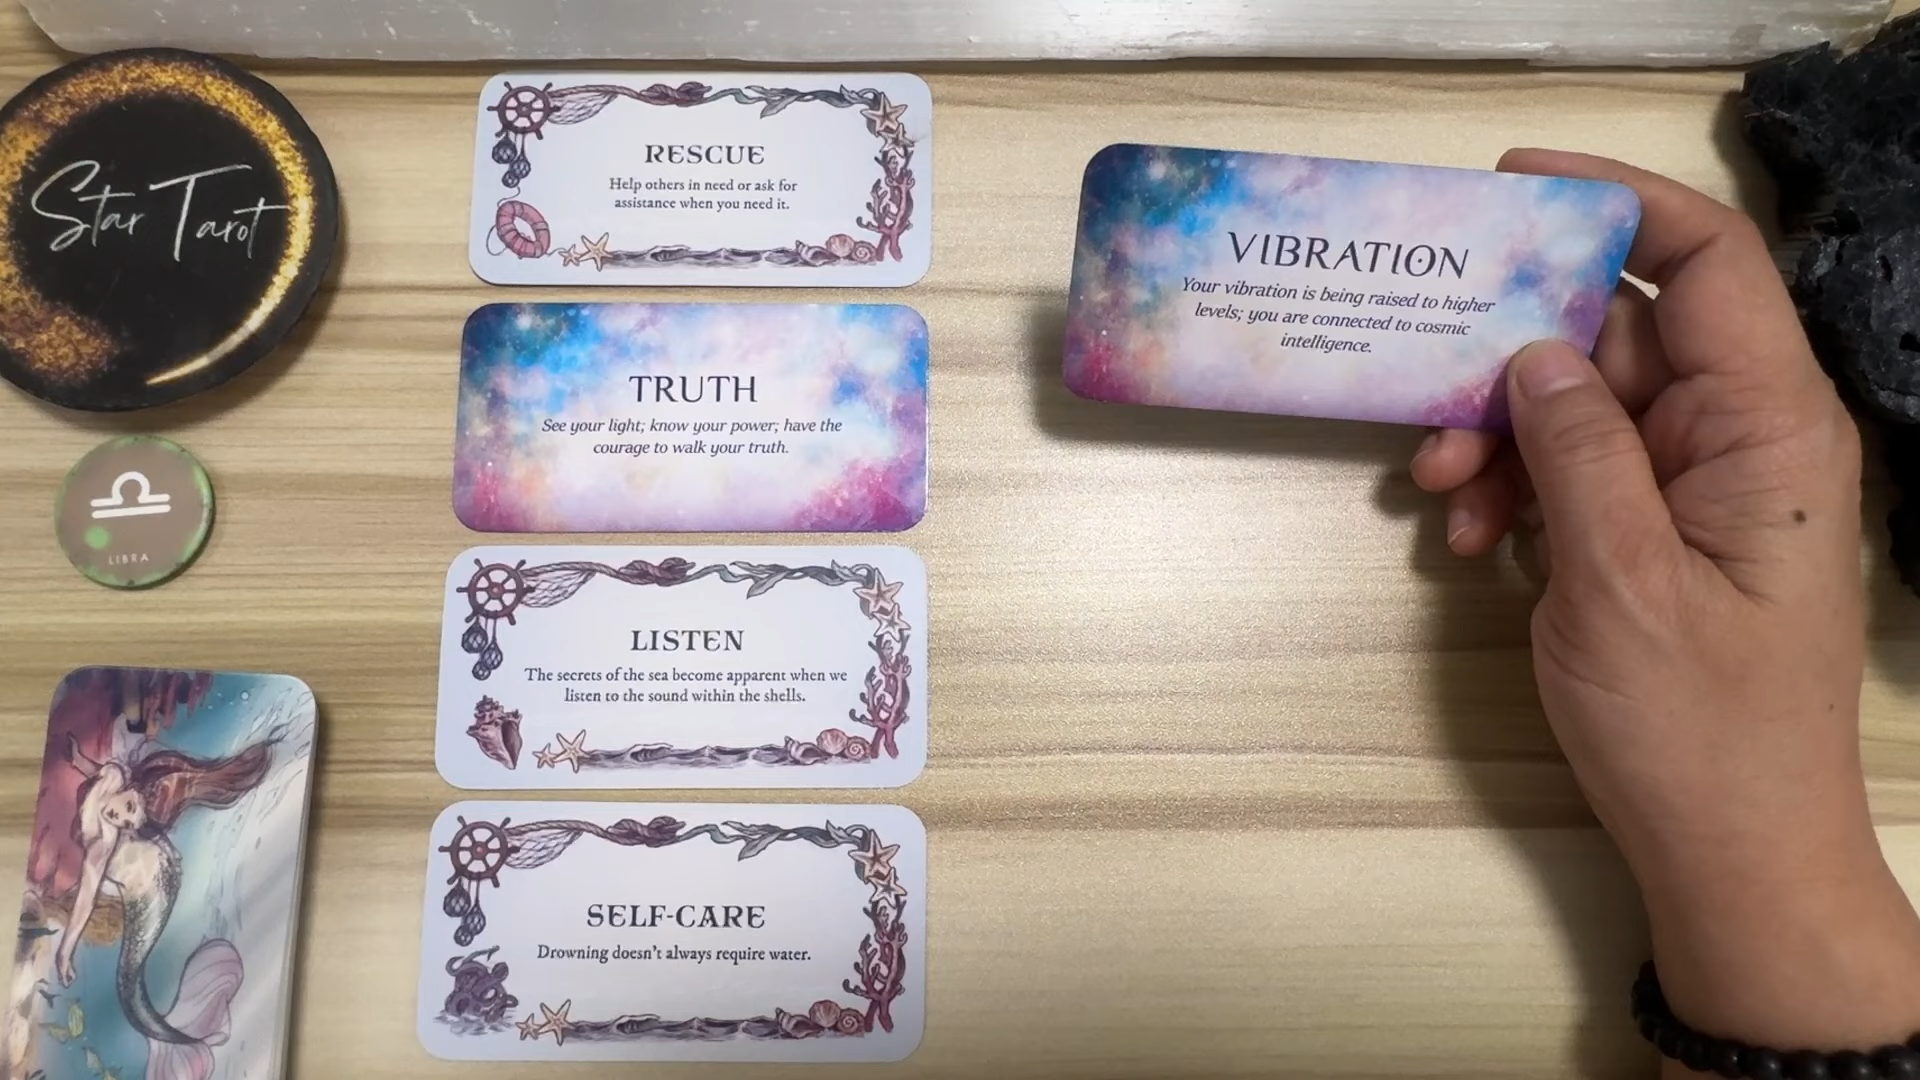 Star Tarot
LIBRA
RESCUE
Help others in need or ask for
assistance when you need it.
TRUTH
See your light; know your power; have the
courage to walk your truth.
LISTEN
The secrets of the sea become apparent when we
listen to the sound within the shells.
SELF-CARE
Drowning doesn't always require water.
VIBRATION
Your vibration is being raised to higher
levels; you are connected to cosmic
intelligence.